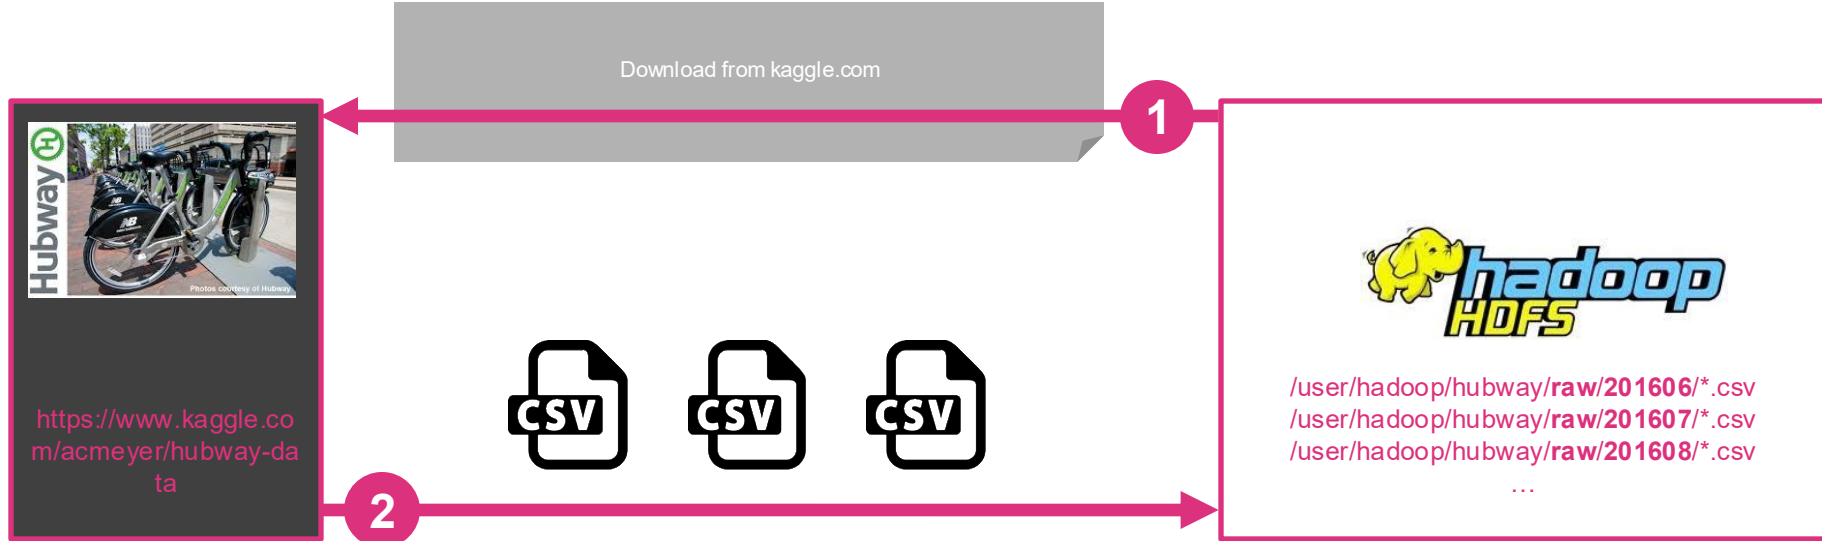 Download from kaggle.com
1
Hubway
H
NB
Photos courtesy of Hubway
https://www.kaggle.co
m/acmeyer/hubway-da
ta
CSV
CSV
CSV
2
hadoop
HDFS
/user/hadoop/hubway/raw/201606/*.csv
/user/hadoop/hubway/raw/201607/*.csv
/user/hadoop/hubway/raw/201608/*.csv
…